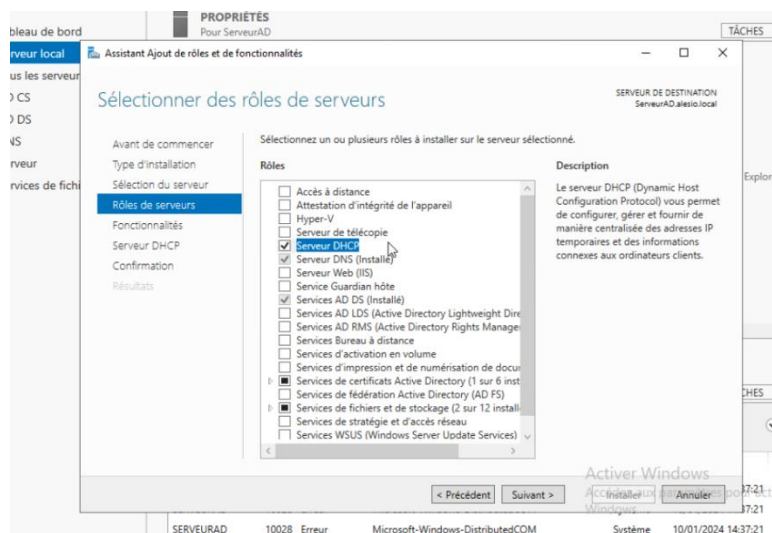 PROPRIÉTÉS
Pour ServeurAD
TÂCHES
bleau de bord
rveur local
us les serveur
CS
DS
rveur
rvices de fichi
Assistant Ajout de rôles et de fonctionnalités
Sélectionner des rôles de serveurs
SERVEUR DE DESTINATION
ServeurAD.alesio.local
Avant de commencer
Type d'installation
Sélection du serveur
Rôles de serveurs
Fonctionnalités
Serveur DHCP
Confirmation
Résultats
Sélectionnez un ou plusieurs rôles à installer sur le serveur sélectionné.
Rôles
Accès à distance
Attestation d'intégrité de l'appareil
Hyper-V
Serveur de télécopie
Serveur DHCP
Serveur DNS (Installé)
Serveur Web (IIS)
Service Guardian hôte
Services AD DS (Installé)
Services AD LDS (Active Directory Lightweight Dire
Services AD RMS (Active Directory Rights Manage
Services Bureau à distance
Services d'activation en volume
Services d'impression et de numérisation de docu
Services de certificats Active Directory (1 sur 6 inst
Services de fédération Active Directory (AD FS)
Services de fichiers et de stockage (2 sur 12 install
Services de stratégie et d'accès réseau
Services WSUS (Windows Server Update Services)
Description
Le serveur DHCP (Dynamic Host
Configuration Protocol) vous permet
de configurer, gérer et fournir de
manière centralisée des adresses IP
temporaires et des informations
connexes aux ordinateurs clients.
Explor
CHES
Activer Windows
< Précédent
Suivant >
Installer
Annuler
37:21
Windows
37:21
SERVEURAD 10028 Erreur Microsoft-Windows-DistributedCOM Système 10/01/2024 14:37:21